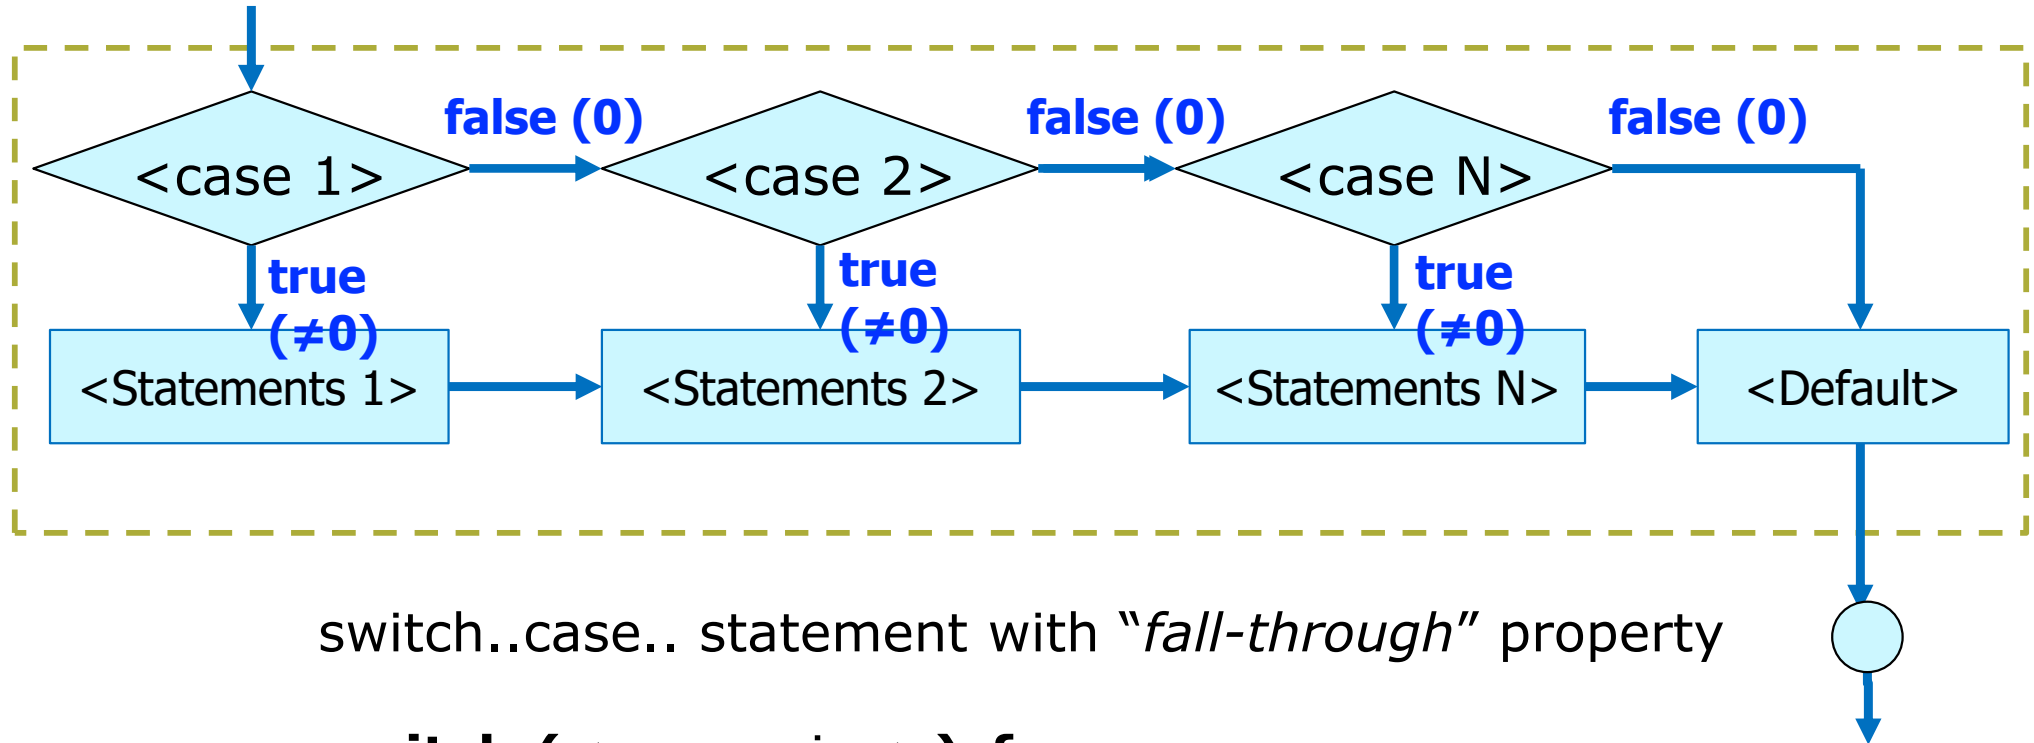 false (0)
false (0)
false (0)
<case 1>
<case 2>
<case N>
true
(≠0)
true
(≠0)
true
(≠0)
<Statements 1>
<Statements 2>
<Statements N>
<Default>
switch..case.. statement with “fall-through” property